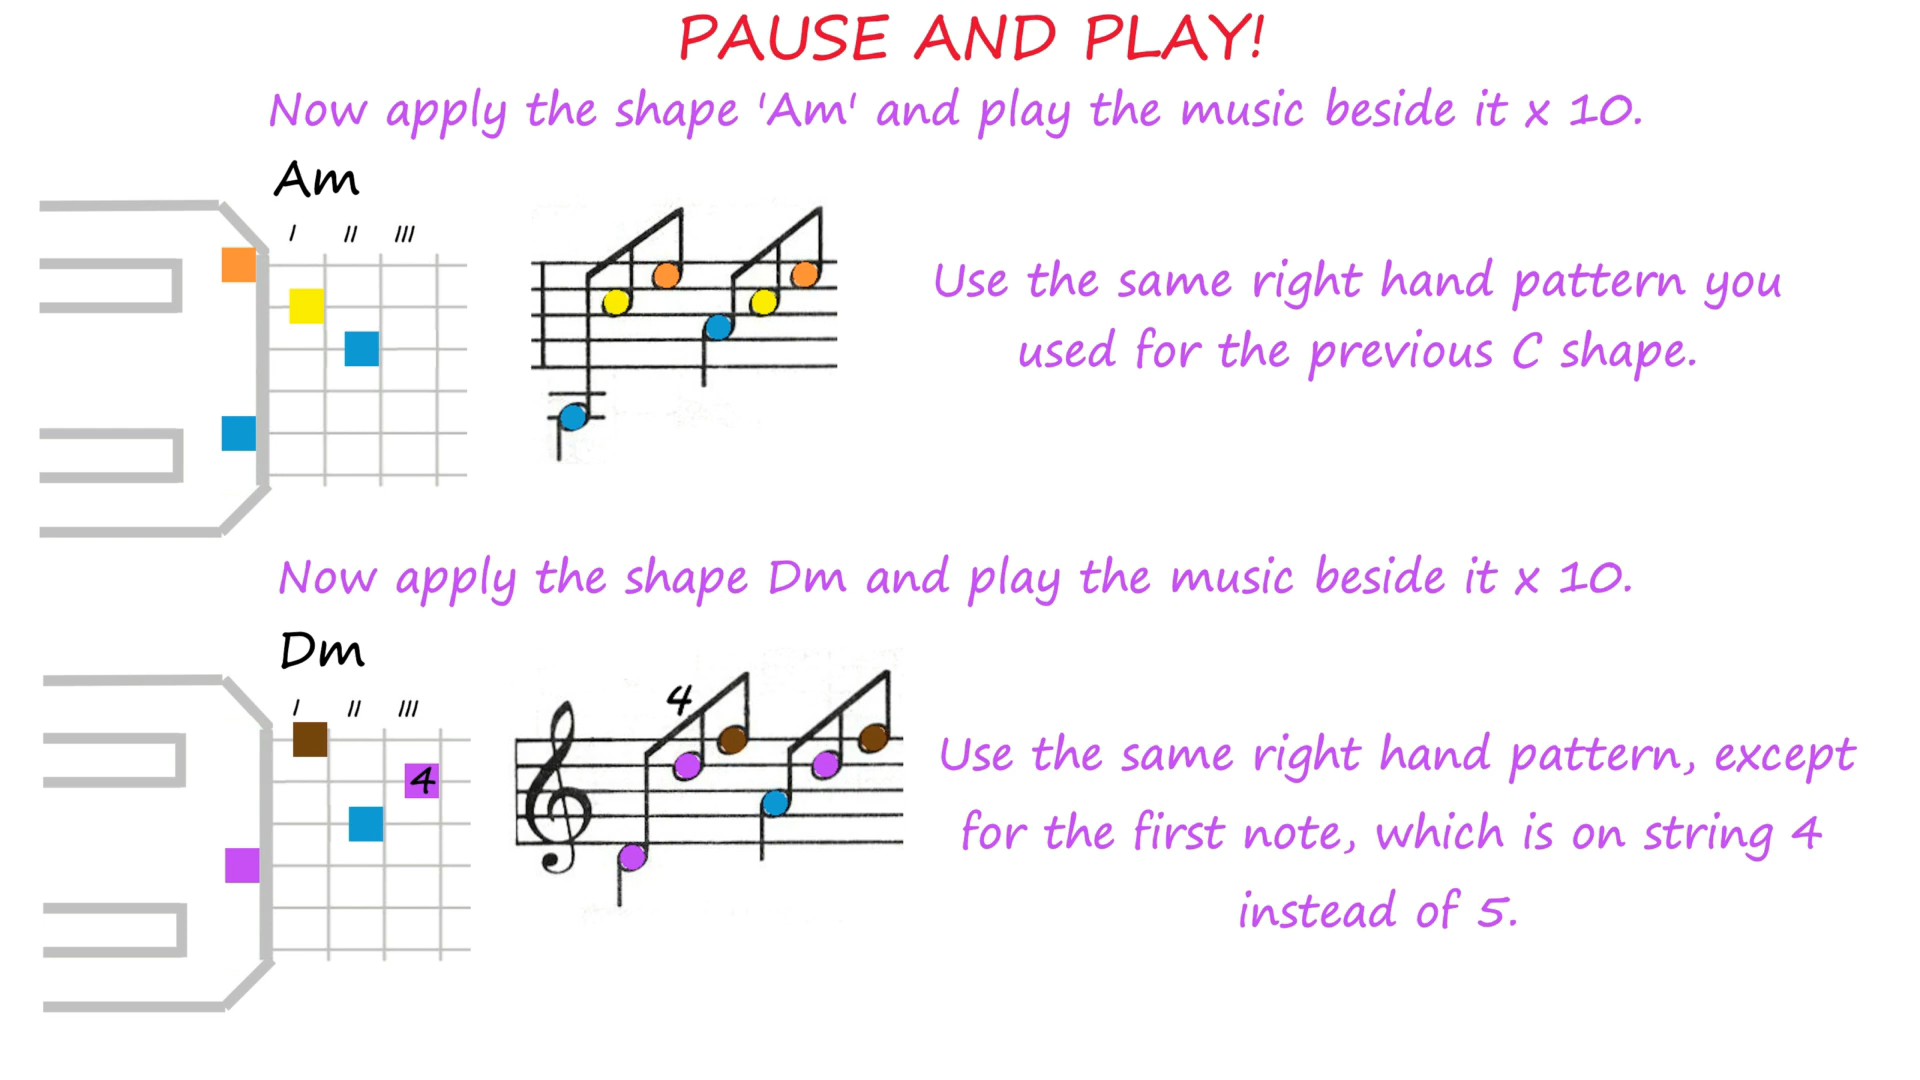 PAUSE AND PLAY!
Now apply the shape 'Am' and play the music beside it x 10.
Am
I II III
Use the same right hand pattern you
used for the previous C shape.
Now apply the shape Dm and play the music beside it x 10.
Dm
I II III
4
4
Use the same right hand pattern, except
for the first note, which is on string 4
instead of 5.